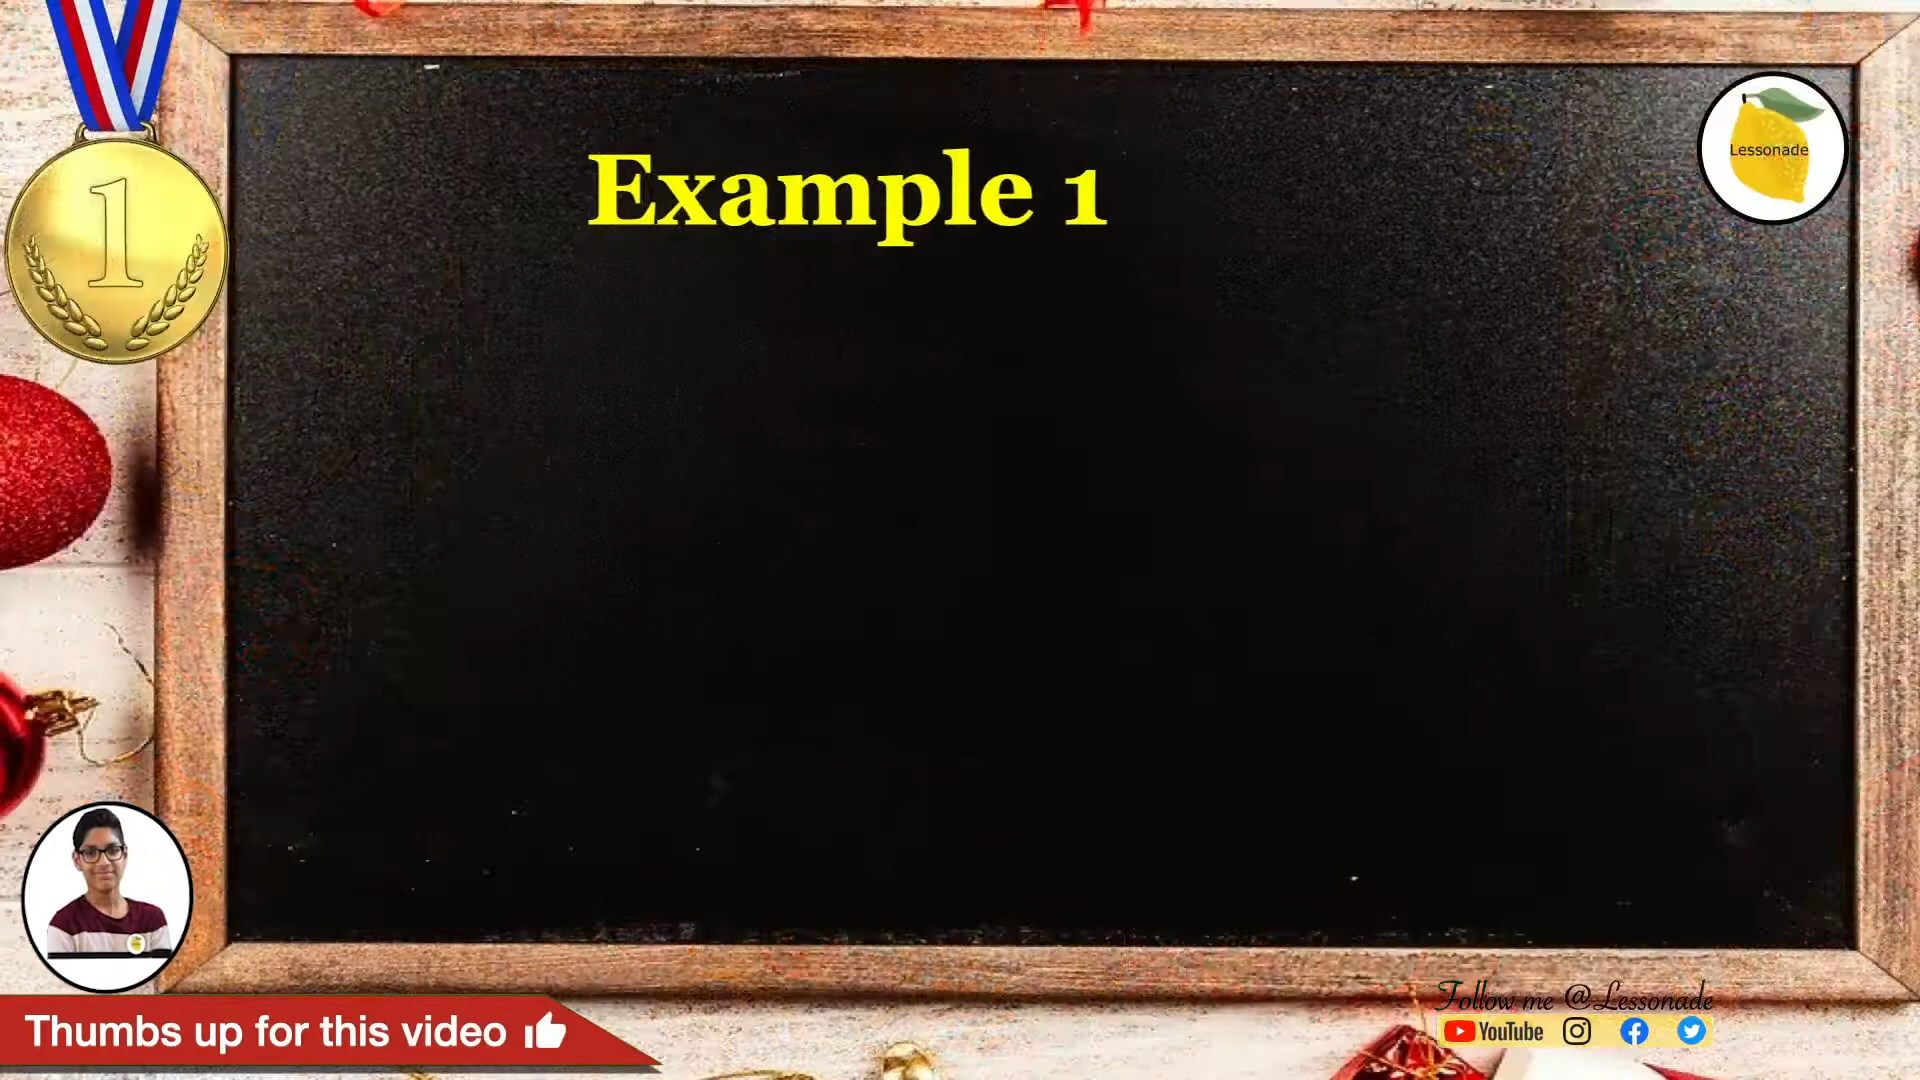 1
Lessonade
Example 1
Follow me @Lessonade
YouTube
Thumbs up for this video